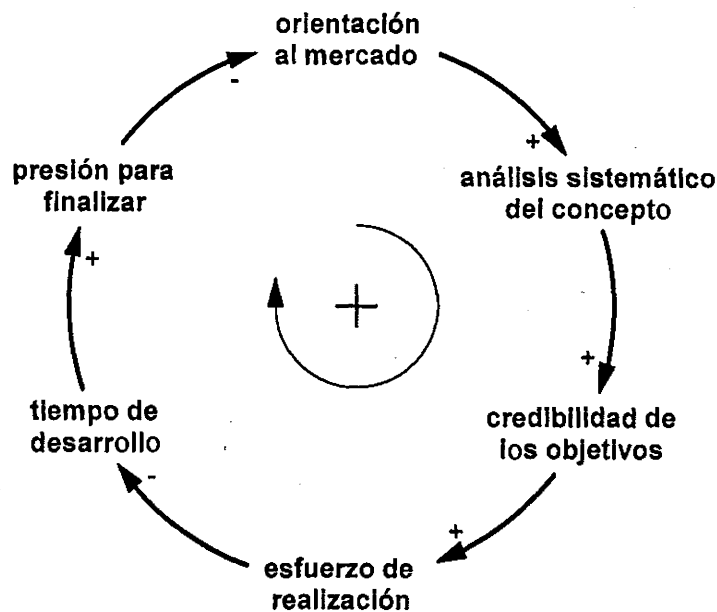 orientación
al mercado
-
+
presión para
finalizar
análisis sistemático
del concepto
+
+
+
tiempo de
desarrollo
credibilidad de
los objetivos
-
+
esfuerzo de
realización